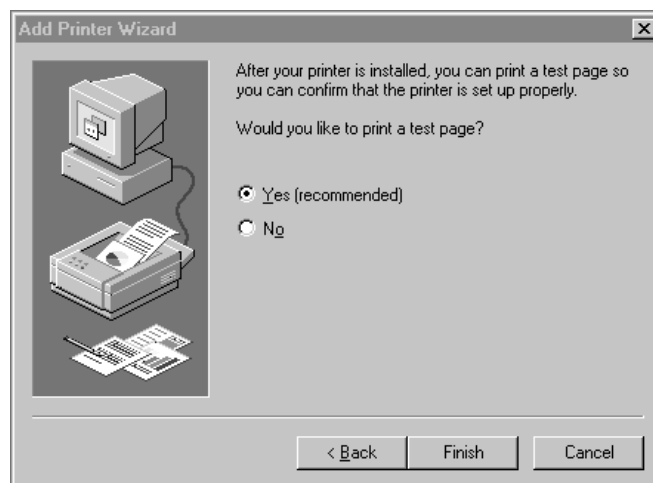 Add Printer Wizard
After your printer is installed, you can print a test page so
you can confirm that the printer is set up properly.
Would you like to print a test page?
Yes (recommended)
No
< Back
Finish
Cancel